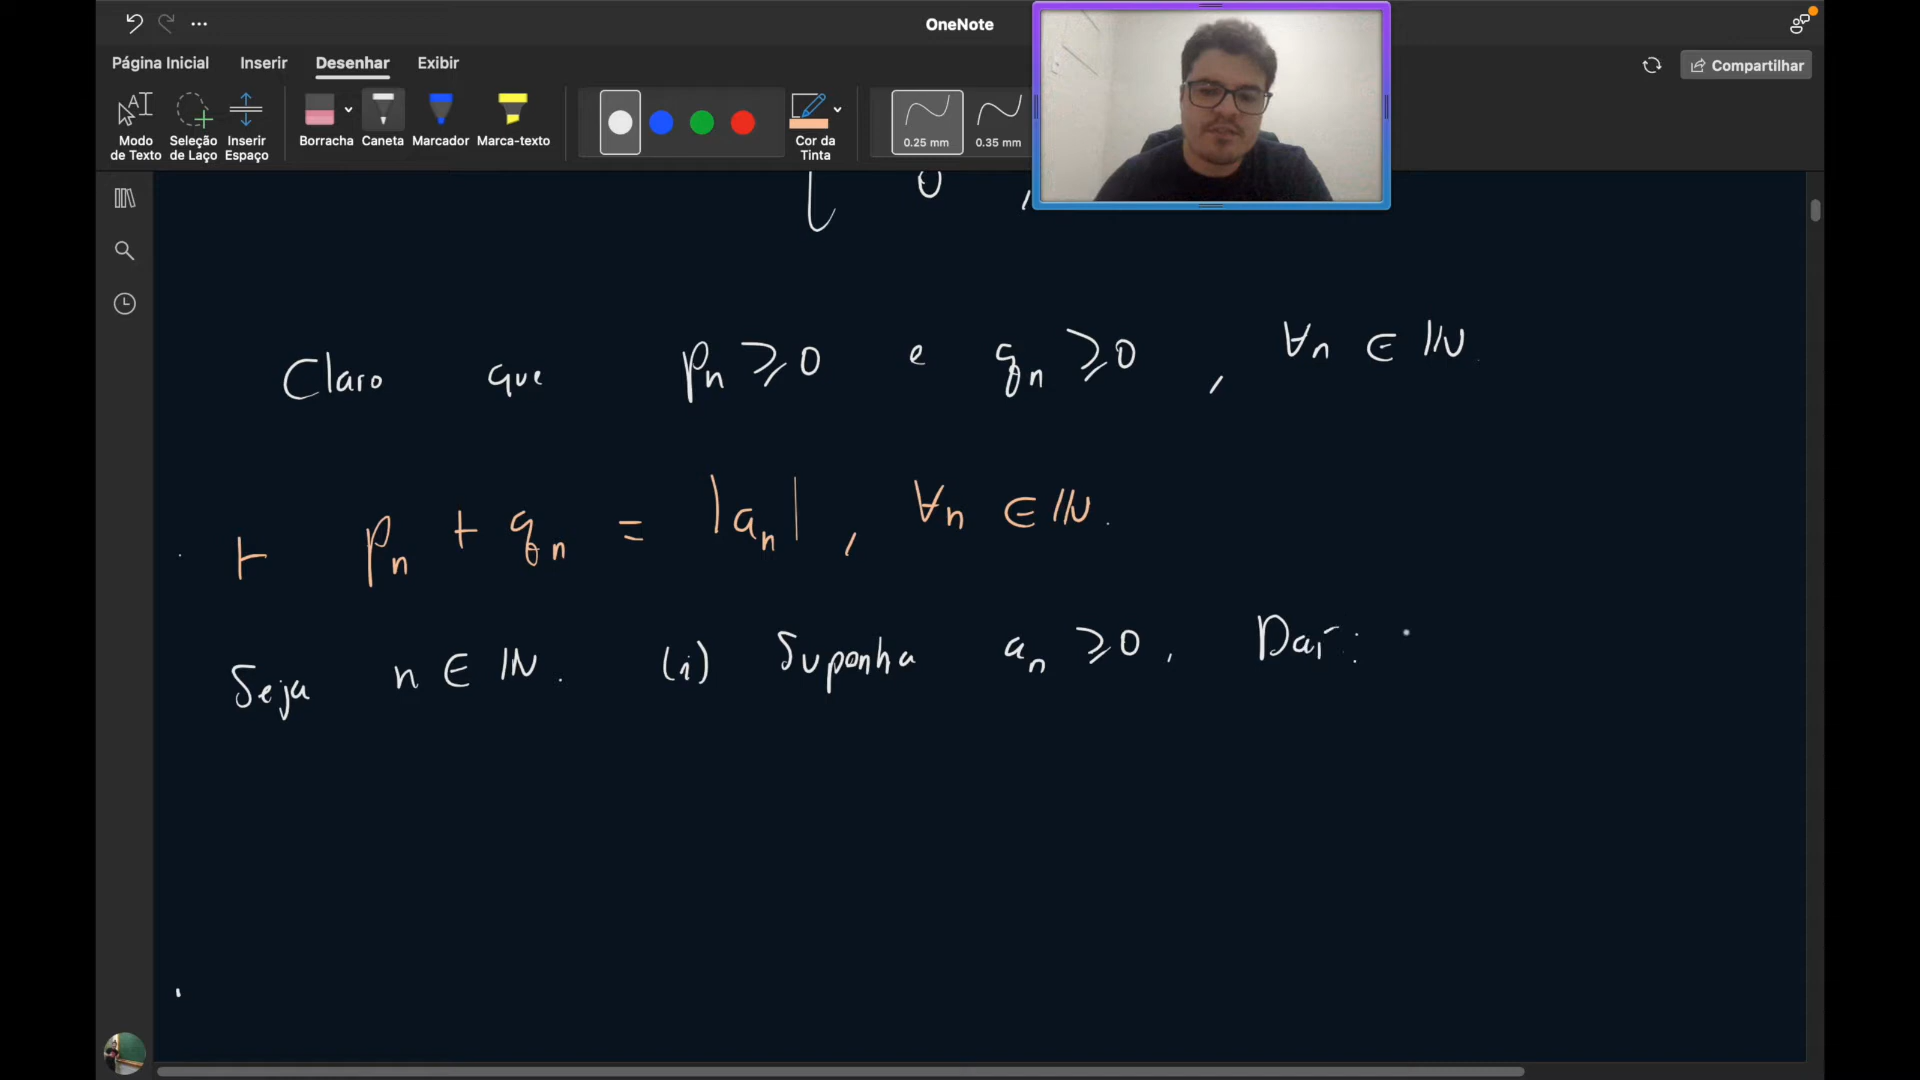 OneNote
Página Inicial Inserir Desenhar Exibir
Compartilhar
Modo de Texto
Seleção de Laço
Inserir Espaço
Borracha
Caneta
Marcador
Marca-texto
Cor da Tinta
0.25 mm
0.35 mm
0 ,
Claro que pₙ ⩾ 0 e qₙ ⩾ 0 , ∀n ∈ ℕ.
⊢ pₙ + qₙ = |aₙ| , ∀n ∈ ℕ.
Seja n ∈ ℕ. (i) Suponha aₙ ⩾ 0 , Daí :